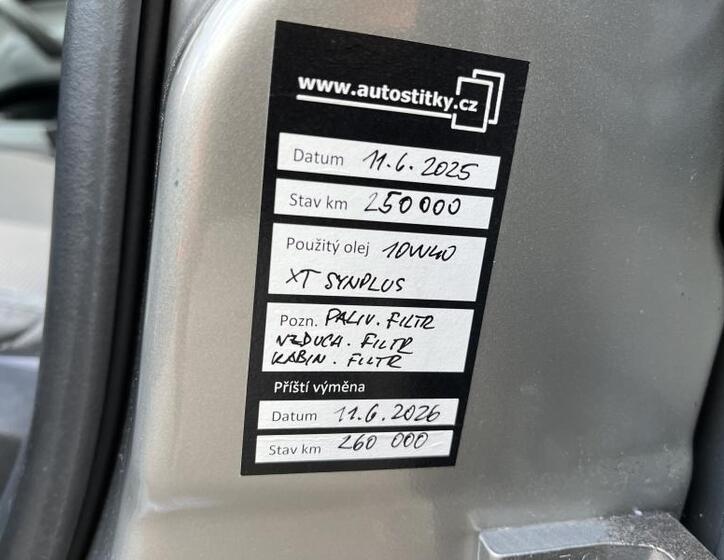 www.autostitky.cz
Datum 11.6.2025
Stav km 250000
Použitý olej 10W40
XT SYNPLUS
Pozn. PALIV. FILTR
VZDUCH. FILTR
KABIN. FILTR
Příští výměna
Datum 11.6.2026
Stav km 260 000